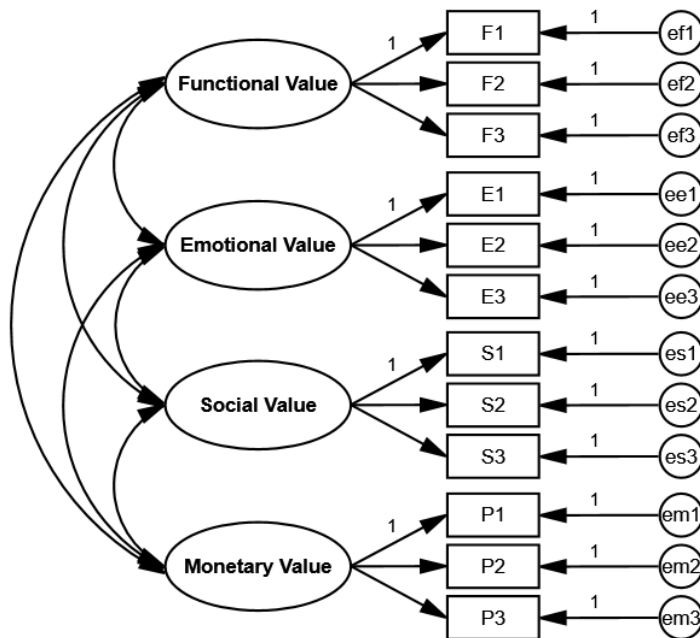 1 F1 1 ef1
Functional Value F2 1 ef2
F3 1 ef3
1 E1 1 ee1
Emotional Value E2 1 ee2
E3 1 ee3
1 S1 1 es1
Social Value S2 1 es2
S3 1 es3
1 P1 1 em1
Monetary Value P2 1 em2
P3 1 em3